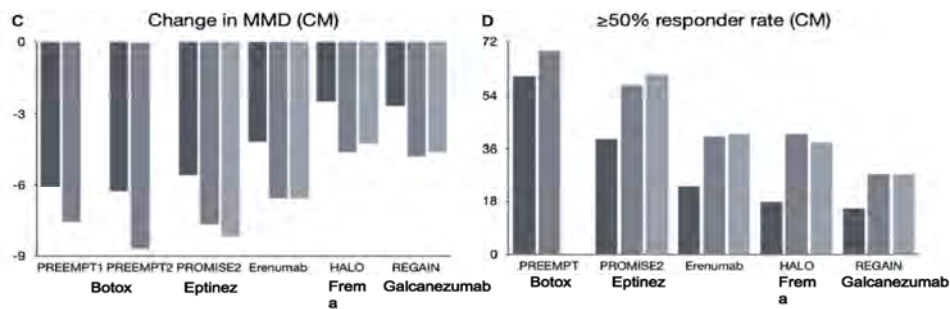 C Change in MMD (CM)
0
-3
-6
-9
PREEMPT1 PREEMPT2 PROMISE2 Erenumab HALO REGAIN
Botox Eptinez Frem Galcanezumab
a
D ≥50% responder rate (CM)
72
54
36
18
0
PREEMPT PROMISE2 Erenumab HALO REGAIN
Botox Eptinez Frem Galcanezumab
a